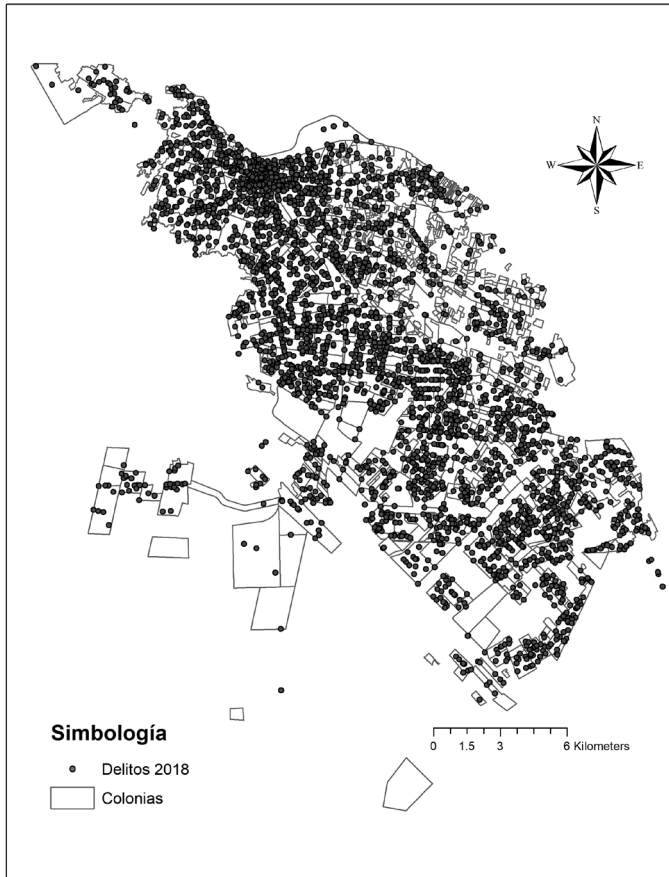 N
W E
S
Simbología
Delitos 2018
Colonias
0 1.5 3 6 Kilometers